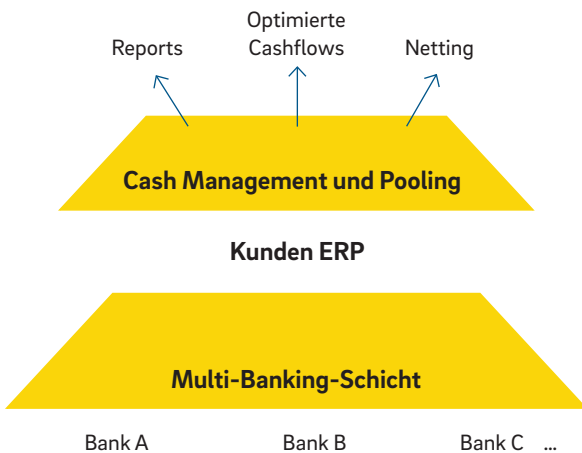 Reports
Optimierte
Cashflows
Netting
Cash Management und Pooling
Kunden ERP
Multi-Banking-Schicht
Bank A
Bank B
Bank C ...